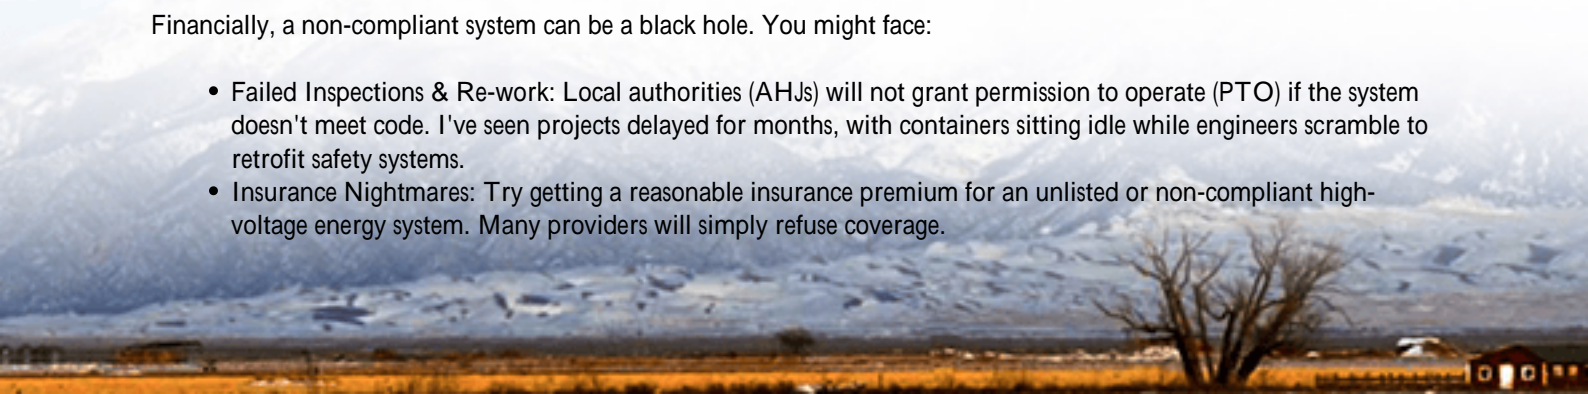 Financially, a non-compliant system can be a black hole. You might face:
• Failed Inspections & Re-work: Local authorities (AHJs) will not grant permission to operate (PTO) if the system
doesn't meet code. I've seen projects delayed for months, with containers sitting idle while engineers scramble to
retrofit safety systems.
• Insurance Nightmares: Try getting a reasonable insurance premium for an unlisted or non-compliant high-
voltage energy system. Many providers will simply refuse coverage.